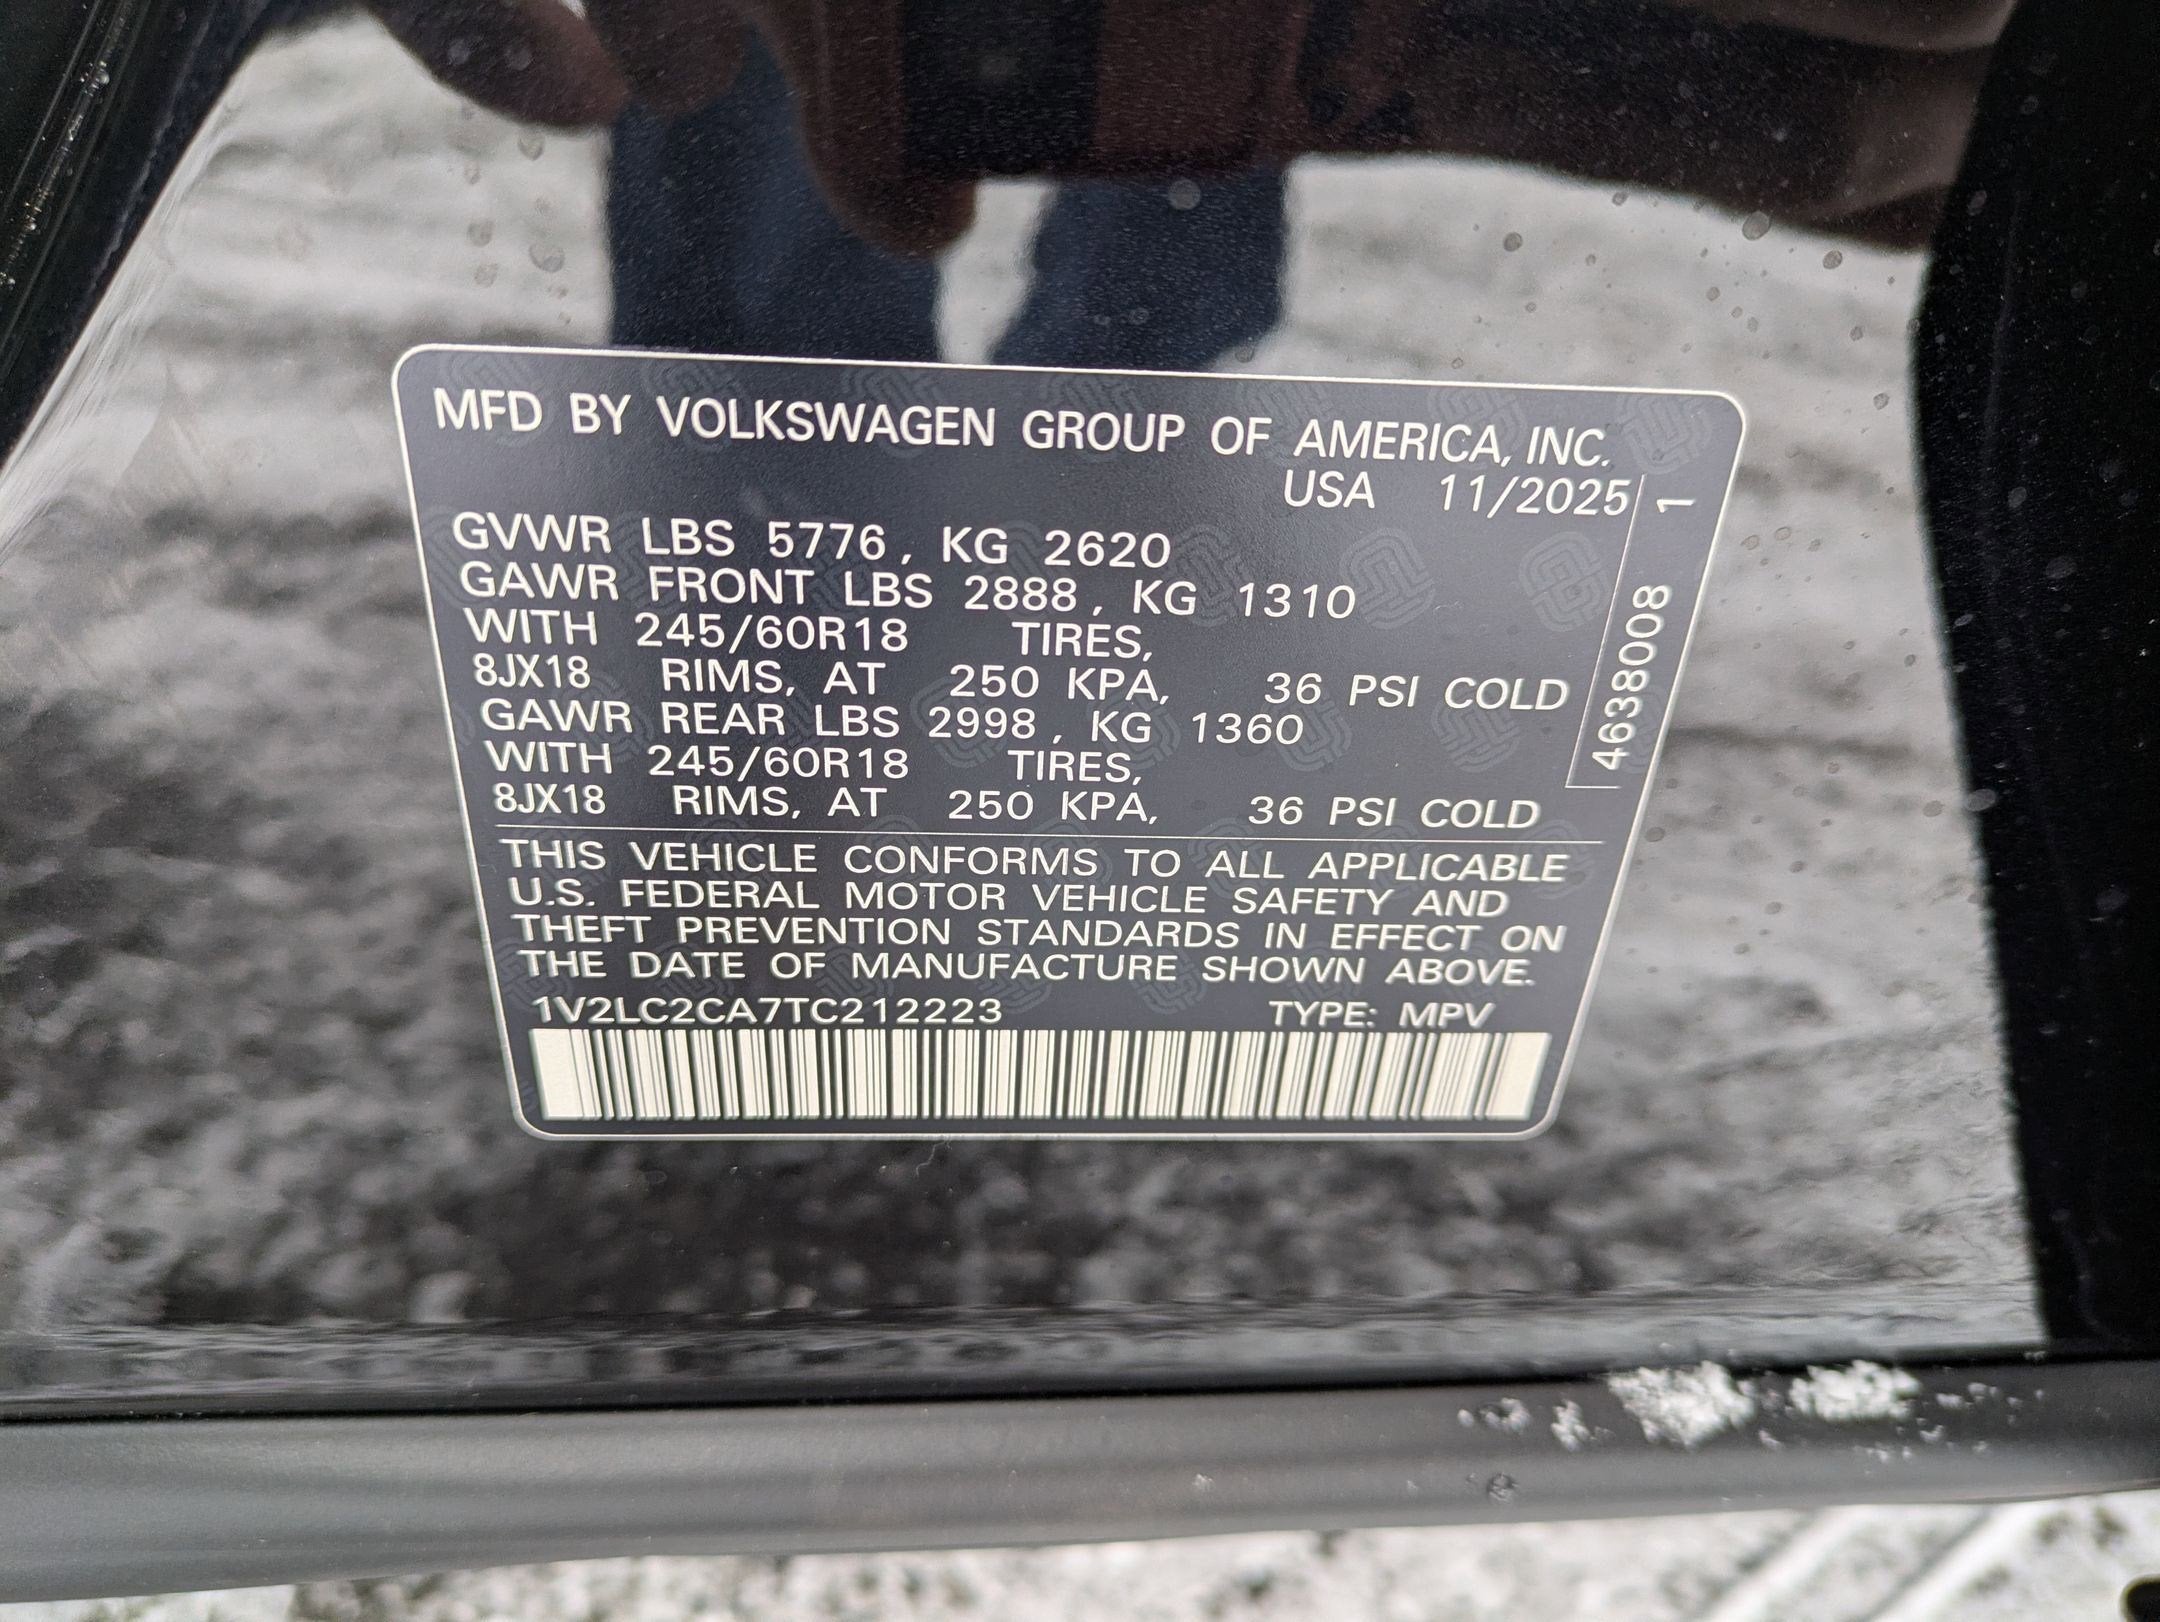 MFD BY VOLKSWAGEN GROUP OF AMERICA, INC.
USA 11/2025
GVWR LBS 5776, KG 2620
GAWR FRONT LBS 2888, KG 1310
WITH 245/60R18 TIRES,
8JX18 RIMS, AT 250 KPA, 36 PSI COLD
GAWR REAR LBS 2998, KG 1360
WITH 245/60R18 TIRES,
8JX18 RIMS, AT 250 KPA, 36 PSI COLD
4638008 1
THIS VEHICLE CONFORMS TO ALL APPLICABLE
U.S. FEDERAL MOTOR VEHICLE SAFETY AND
THEFT PREVENTION STANDARDS IN EFFECT ON
THE DATE OF MANUFACTURE SHOWN ABOVE.
1V2LC2CA7TC212223 TYPE: MPV